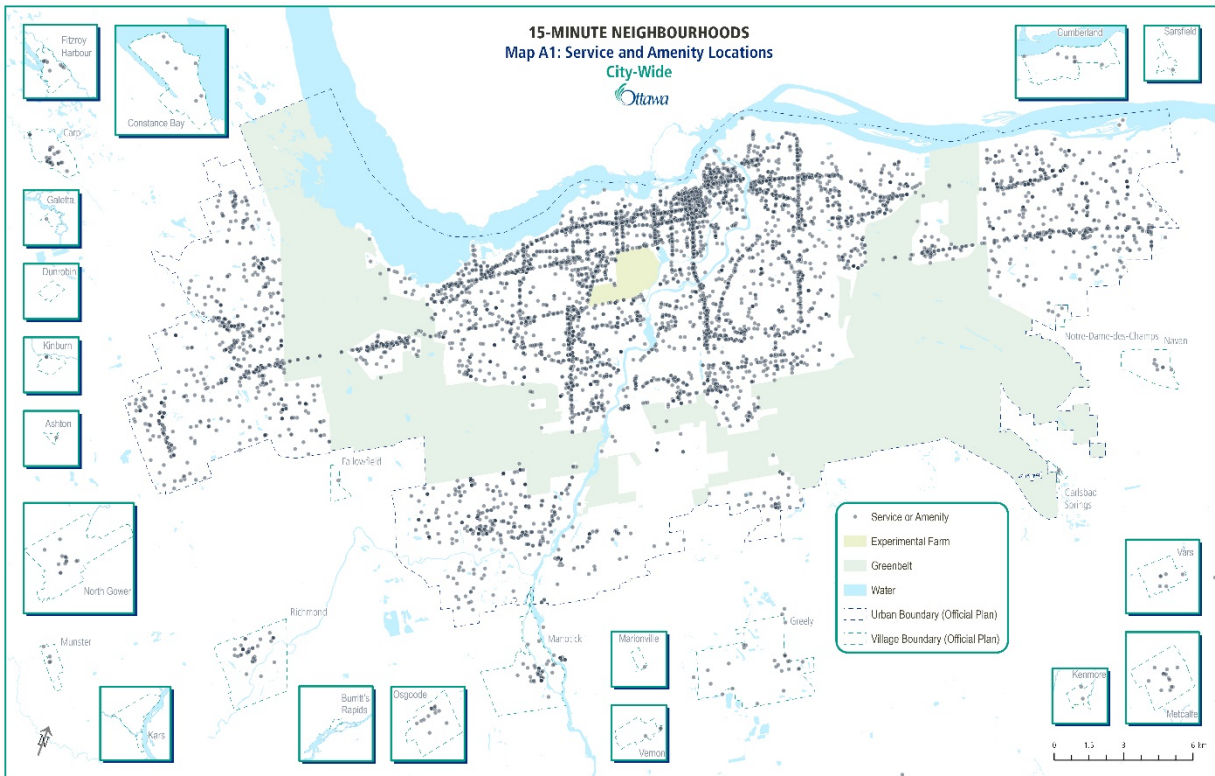 15-MINUTE NEIGHBOURHOODS
Map A1: Service and Amenity Locations
City-Wide
Ottawa
Fitzroy
Harbour
Constance Bay
Cumberland
Sarsfield
Carp
Galetta
Dunrobin
Kinburn
Ashton
Notre-Dame-des-Champs
Navan
Fallowfield
Carlsbad
Springs
North Gower
Service or Amenity
Experimental Farm
Greenbelt
Water
Urban Boundary (Official Plan)
Village Boundary (Official Plan)
Vars
Richmond
Munster
Manotick
Marionville
Greely
Kars
Burritt's
Rapids
Osgoode
Vernon
Kenmore
Metcalfe
N
0 1.5 3 6 km